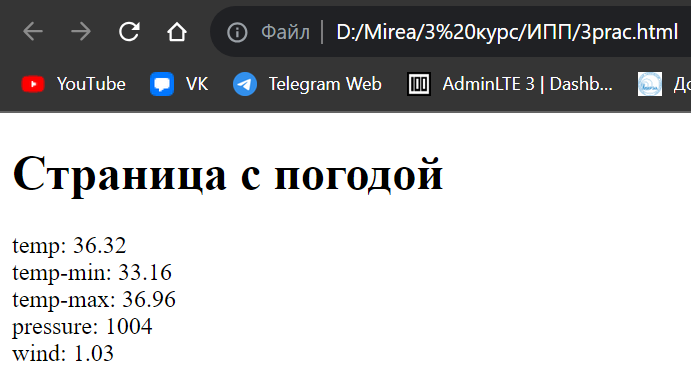 Файл D:/Mirea/3%20курс/ИПП/3prac.html
YouTube VK Telegram Web AdminLTE 3 | Dashb...
Страница с погодой
temp: 36.32
temp-min: 33.16
temp-max: 36.96
pressure: 1004
wind: 1.03